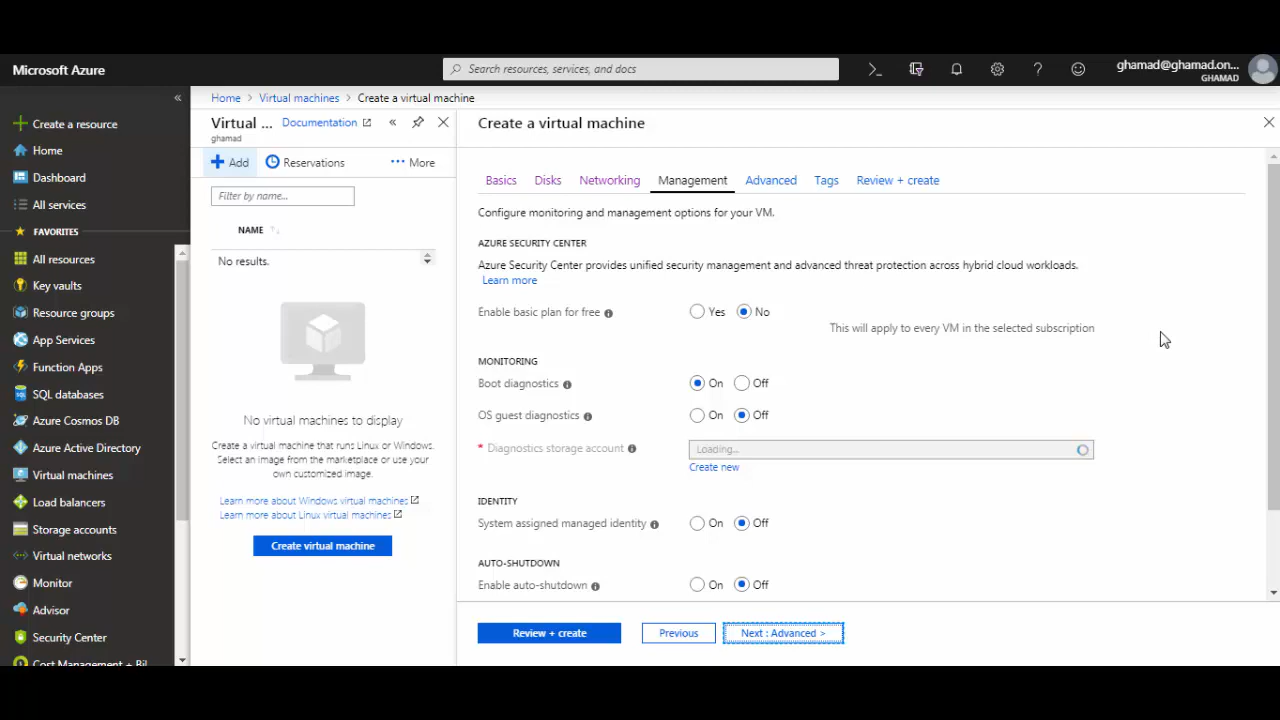 Microsoft Azure
Search resources, services, and docs
ghamad@ghamad.on...
GHAMAD
«
Create a resource
Home
Dashboard
All services
FAVORITES
All resources
Key vaults
Resource groups
App Services
Function Apps
SQL databases
Azure Cosmos DB
Azure Active Directory
Virtual machines
Load balancers
Storage accounts
Virtual networks
Monitor
Advisor
Security Center
Cost Management + Bil
Home > Virtual machines > Create a virtual machine
Virtual ... Documentation «
ghamad
Add Reservations ··· More
Filter by name...
NAME
No results.
No virtual machines to display
Create a virtual machine that runs Linux or Windows.
Select an image from the marketplace or use your
own customized image.
Learn more about Windows virtual machines
Learn more about Linux virtual machines
Create virtual machine
Create a virtual machine
Basics Disks Networking Management Advanced Tags Review + create
Configure monitoring and management options for your VM.
AZURE SECURITY CENTER
Azure Security Center provides unified security management and advanced threat protection across hybrid cloud workloads.
Learn more
Enable basic plan for free Yes No
This will apply to every VM in the selected subscription
MONITORING
Boot diagnostics On Off
OS guest diagnostics On Off
* Diagnostics storage account Loading...
Create new
IDENTITY
System assigned managed identity On Off
AUTO-SHUTDOWN
Enable auto-shutdown On Off
Review + create Previous Next : Advanced >